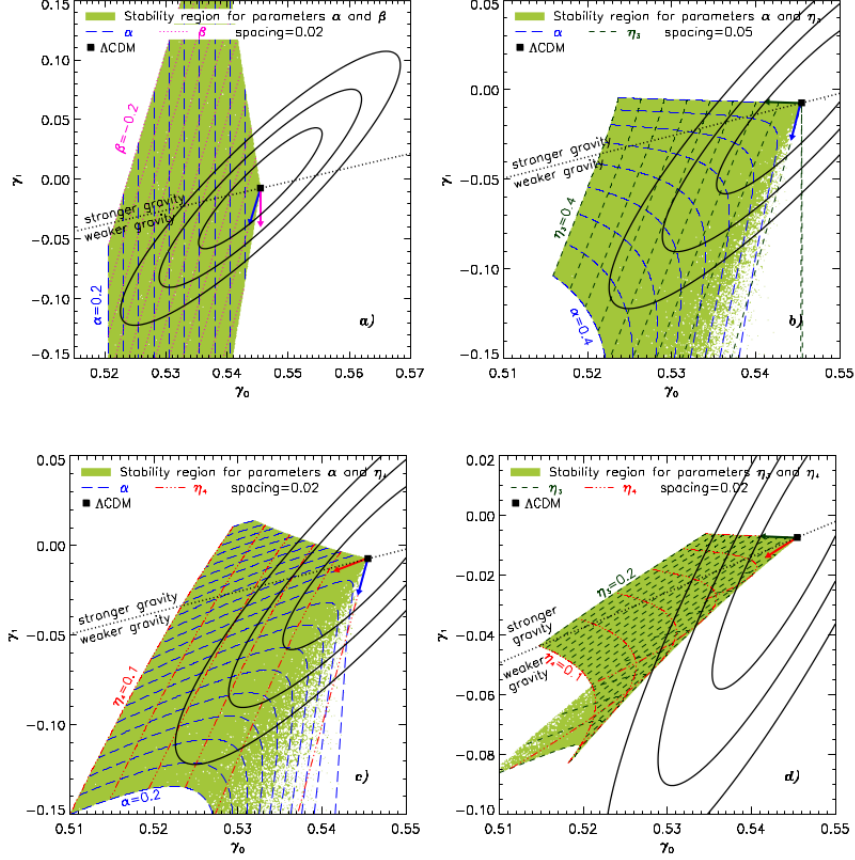 Stability region for parameters α and β
α β spacing=0.02
ΛCDM
β=−0.2
stronger gravity
weaker gravity
α=0.2
a)
0.15
0.10
0.05
0.00
−0.05
−0.10
−0.15
γ₁
0.52 0.53 0.54 0.55 0.56 0.57
γ₀
Stability region for parameters α and η₃
α η₃ spacing=0.05
ΛCDM
stronger gravity
weaker gravity
η₃=0.4
α=0.4
b)
0.05
0.00
−0.05
−0.10
−0.15
γ₁
0.51 0.52 0.53 0.54 0.55
γ₀
Stability region for parameters α and η₄
α η₄ spacing=0.02
ΛCDM
stronger gravity
weaker gravity
η₄=0.1
α=0.2
c)
0.05
0.00
−0.05
−0.10
−0.15
γ₁
0.51 0.52 0.53 0.54 0.55
γ₀
Stability region for parameters η₃ and η₄
η₃ η₄ spacing=0.02
ΛCDM
η₃=0.2
stronger
gravity
weaker
gravity
η₄=0.1
d)
0.02
0.00
−0.02
−0.04
−0.06
−0.08
−0.10
γ₁
0.51 0.52 0.53 0.54 0.55
γ₀